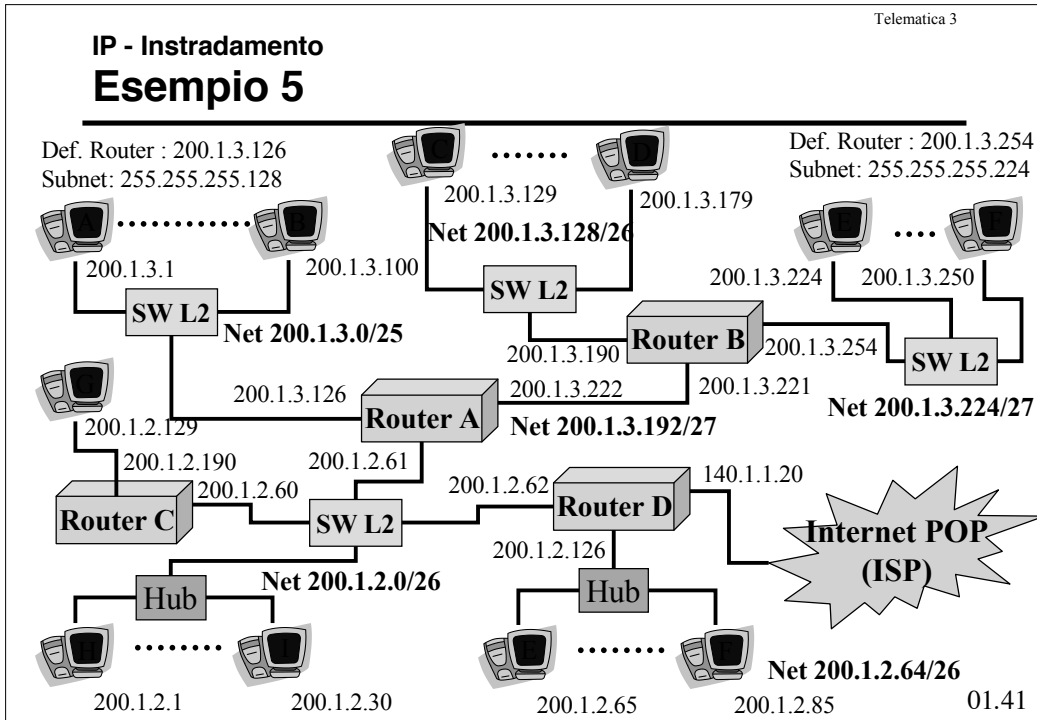 Telematica 3
IP - Instradamento
Esempio 5
Def. Router : 200.1.3.126
Subnet: 255.255.255.128
Def. Router : 200.1.3.254
Subnet: 255.255.255.224
C
D
200.1.3.129
200.1.3.179
Net 200.1.3.128/26
A
B
E
F
200.1.3.1
200.1.3.100
200.1.3.224
200.1.3.250
SW L2
SW L2
Net 200.1.3.0/25
Router B
200.1.3.190
200.1.3.254
SW L2
G
200.1.3.126
200.1.3.222
200.1.3.221
Net 200.1.3.224/27
Router A
Net 200.1.3.192/27
200.1.2.129
200.1.2.190
200.1.2.61
200.1.2.60
200.1.2.62
140.1.1.20
Router C
SW L2
Router D
Internet POP
(ISP)
200.1.2.126
Net 200.1.2.0/26
Hub
Hub
H
I
E
F
Net 200.1.2.64/26
200.1.2.1
200.1.2.30
200.1.2.65
200.1.2.85
01.41